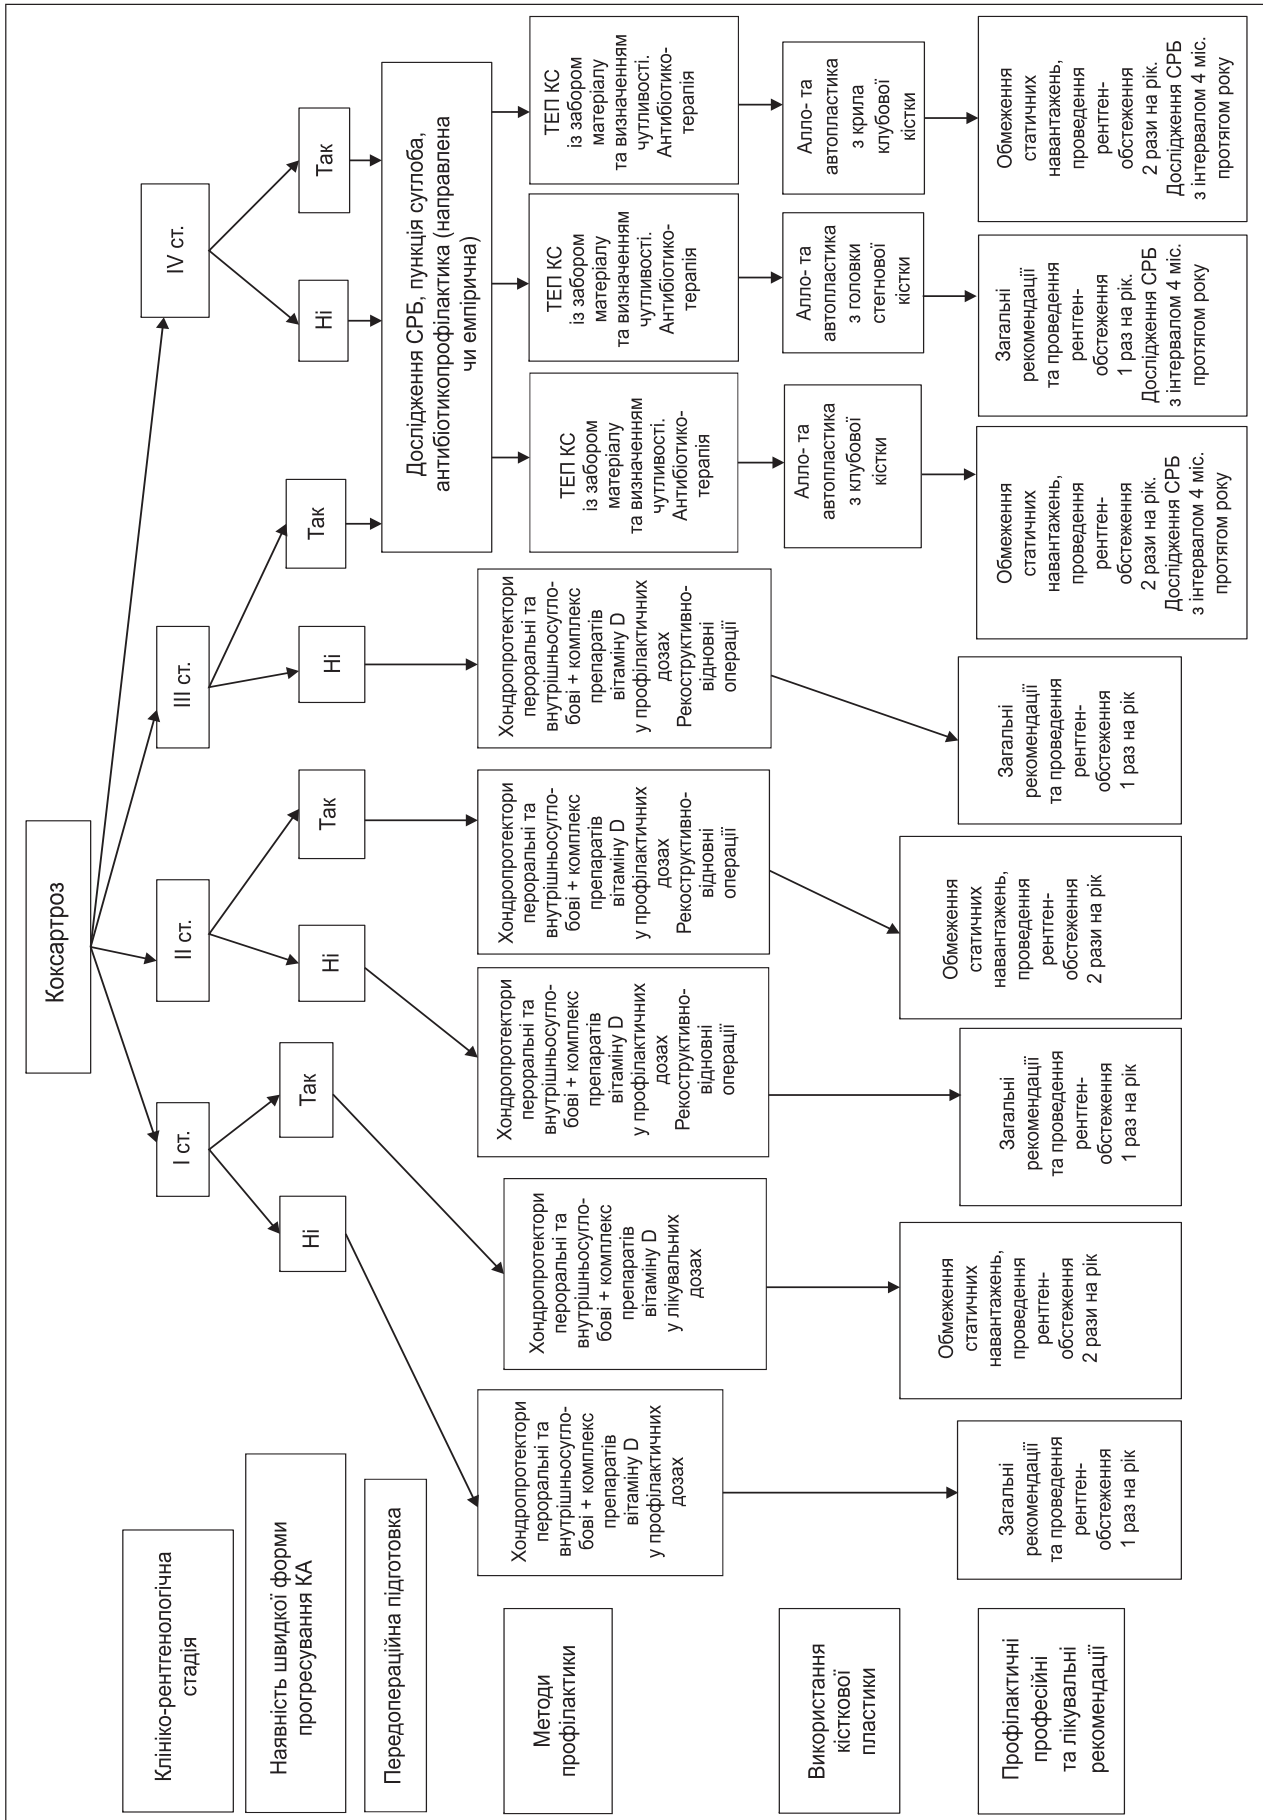 Коксартроз
Клініко-рентгенологічна
стадія
І ст.
ІІ ст.
ІІІ ст.
IV ст.
Наявність швидкої форми
прогресування КА
Ні
Так
Ні
Так
Ні
Так
Ні
Так
Передопераційна підготовка
Дослідження СРБ, пункція суглоба,
антибіотикопрофілактика (направлена
чи емпірична)
Методи
профілактики
Хондропротектори
пероральні та
внутрішньосугло-
бові + комплекс
препаратів
вітаміну D
у профілактичних
дозах
Хондропротектори
пероральні та
внутрішньосугло-
бові + комплекс
препаратів
вітаміну D
у лікувальних
дозах
Хондропротектори
пероральні та
внутрішньосугло-
бові + комплекс
препаратів
вітаміну D
у профілактичних
дозах
Рекоструктивно-
відновні
операції
Хондропротектори
пероральні та
внутрішньосугло-
бові + комплекс
препаратів
вітаміну D
у профілактичних
дозах
Рекоструктивно-
відновні
операції
Хондропротектори
пероральні та
внутрішньосугло-
бові + комплекс
препаратів
вітаміну D
у профілактичних
дозах
Рекоструктивно-
відновні
операції
ТЕП КС
із забором
матеріалу
та визначенням
чутливості.
Антибіотико-
терапія
ТЕП КС
із забором
матеріалу
та визначенням
чутливості.
Антибіотико-
терапія
ТЕП КС
із забором
матеріалу
та визначенням
чутливості.
Антибіотико-
терапія
Використання
кісткової
пластики
Алло- та
автопластика
з клубової
кістки
Алло- та
автопластика
з головки
стегнової
кістки
Алло- та
автопластика
з крила
клубової
кістки
Профілактичні
професійні
та лікувальні
рекомендації
Загальні
рекомендації
та проведення
рентген-
обстеження
1 раз на рік
Обмеження
статичних
навантажень,
проведення
рентген-
обстеження
2 рази на рік
Загальні
рекомендації
та проведення
рентген-
обстеження
1 раз на рік
Обмеження
статичних
навантажень,
проведення
рентген-
обстеження
2 рази на рік
Загальні
рекомендації
та проведення
рентген-
обстеження
1 раз на рік
Обмеження
статичних
навантажень,
проведення
рентген-
обстеження
2 рази на рік.
Дослідження СРБ
з інтервалом 4 міс.
протягом року
Загальні
рекомендації
та проведення
рентген-
обстеження
1 раз на рік.
Дослідження СРБ
з інтервалом 4 міс.
протягом року
Обмеження
статичних
навантажень,
проведення
рентген-
обстеження
2 рази на рік.
Дослідження СРБ
з інтервалом 4 міс.
протягом року